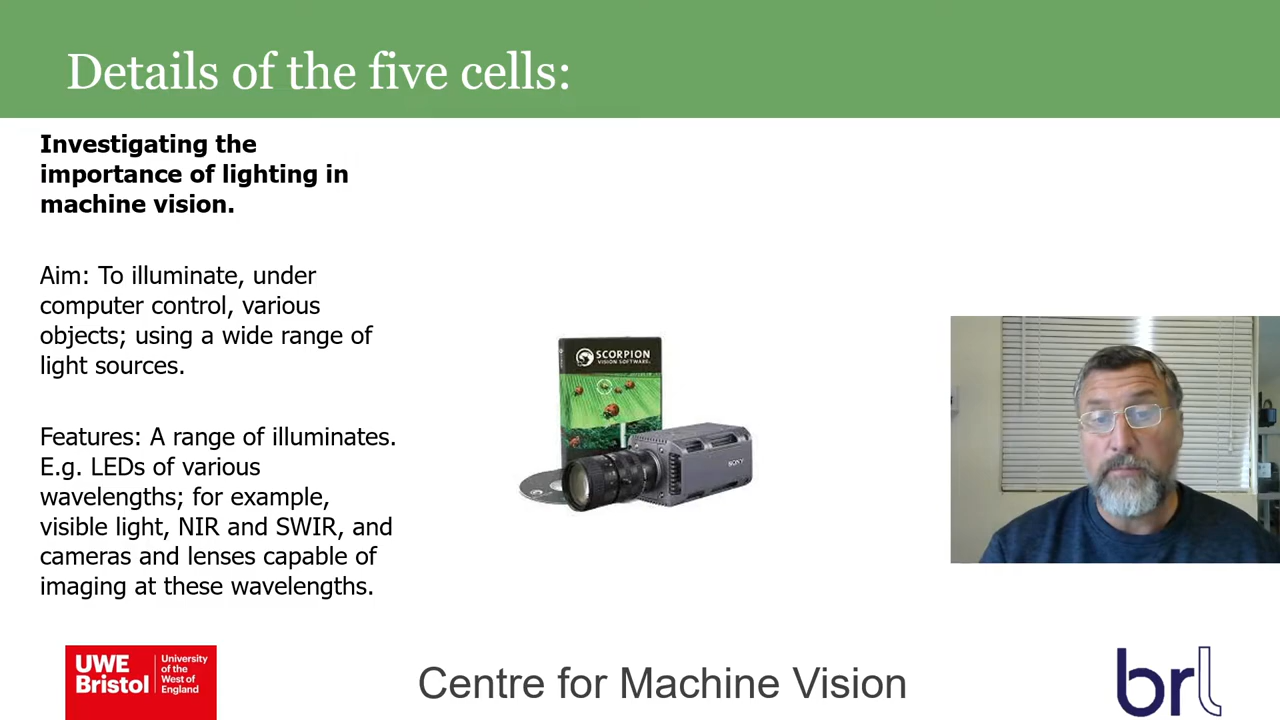 Details of the five cells:
Investigating the
importance of lighting in
machine vision.
Aim: To illuminate, under
computer control, various
objects; using a wide range of
light sources.
Features: A range of illuminates.
E.g. LEDs of various
wavelengths; for example,
visible light, NIR and SWIR, and
cameras and lenses capable of
imaging at these wavelengths.
SCORPION
VISION SOFTWARE
SONY
UWE
Bristol
University
of the
West of
England
Centre for Machine Vision
brl